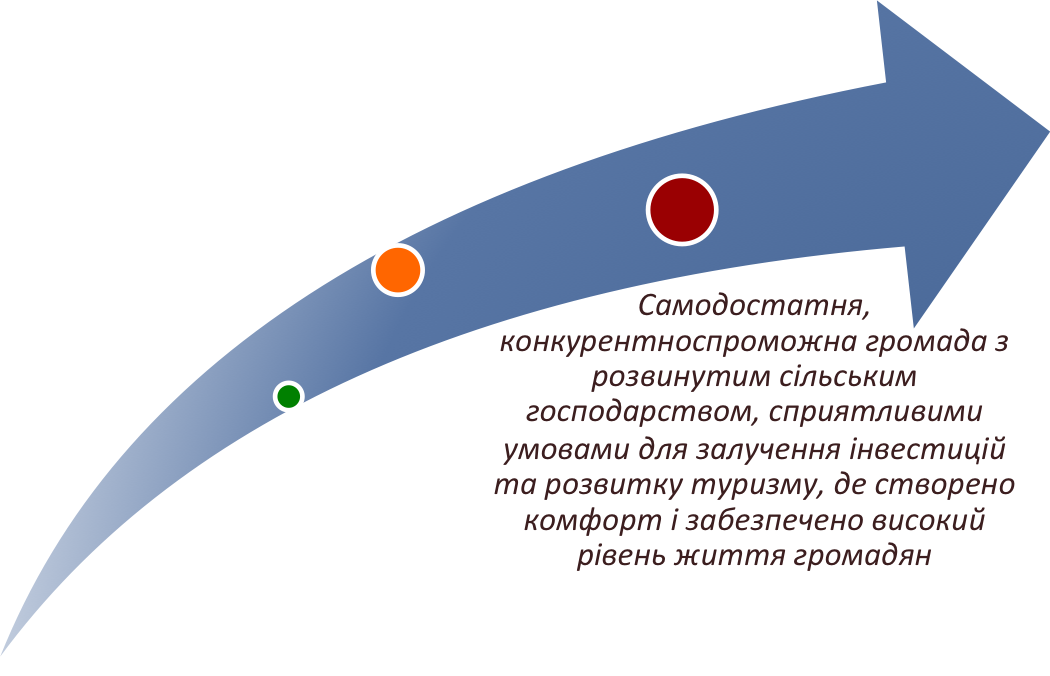 Самодостатня,
конкурентноспроможна громада з
розвинутим сільським
господарством, сприятливими
умовами для залучення інвестицій
та розвитку туризму, де створено
комфорт і забезпечено високий
рівень життя громадян